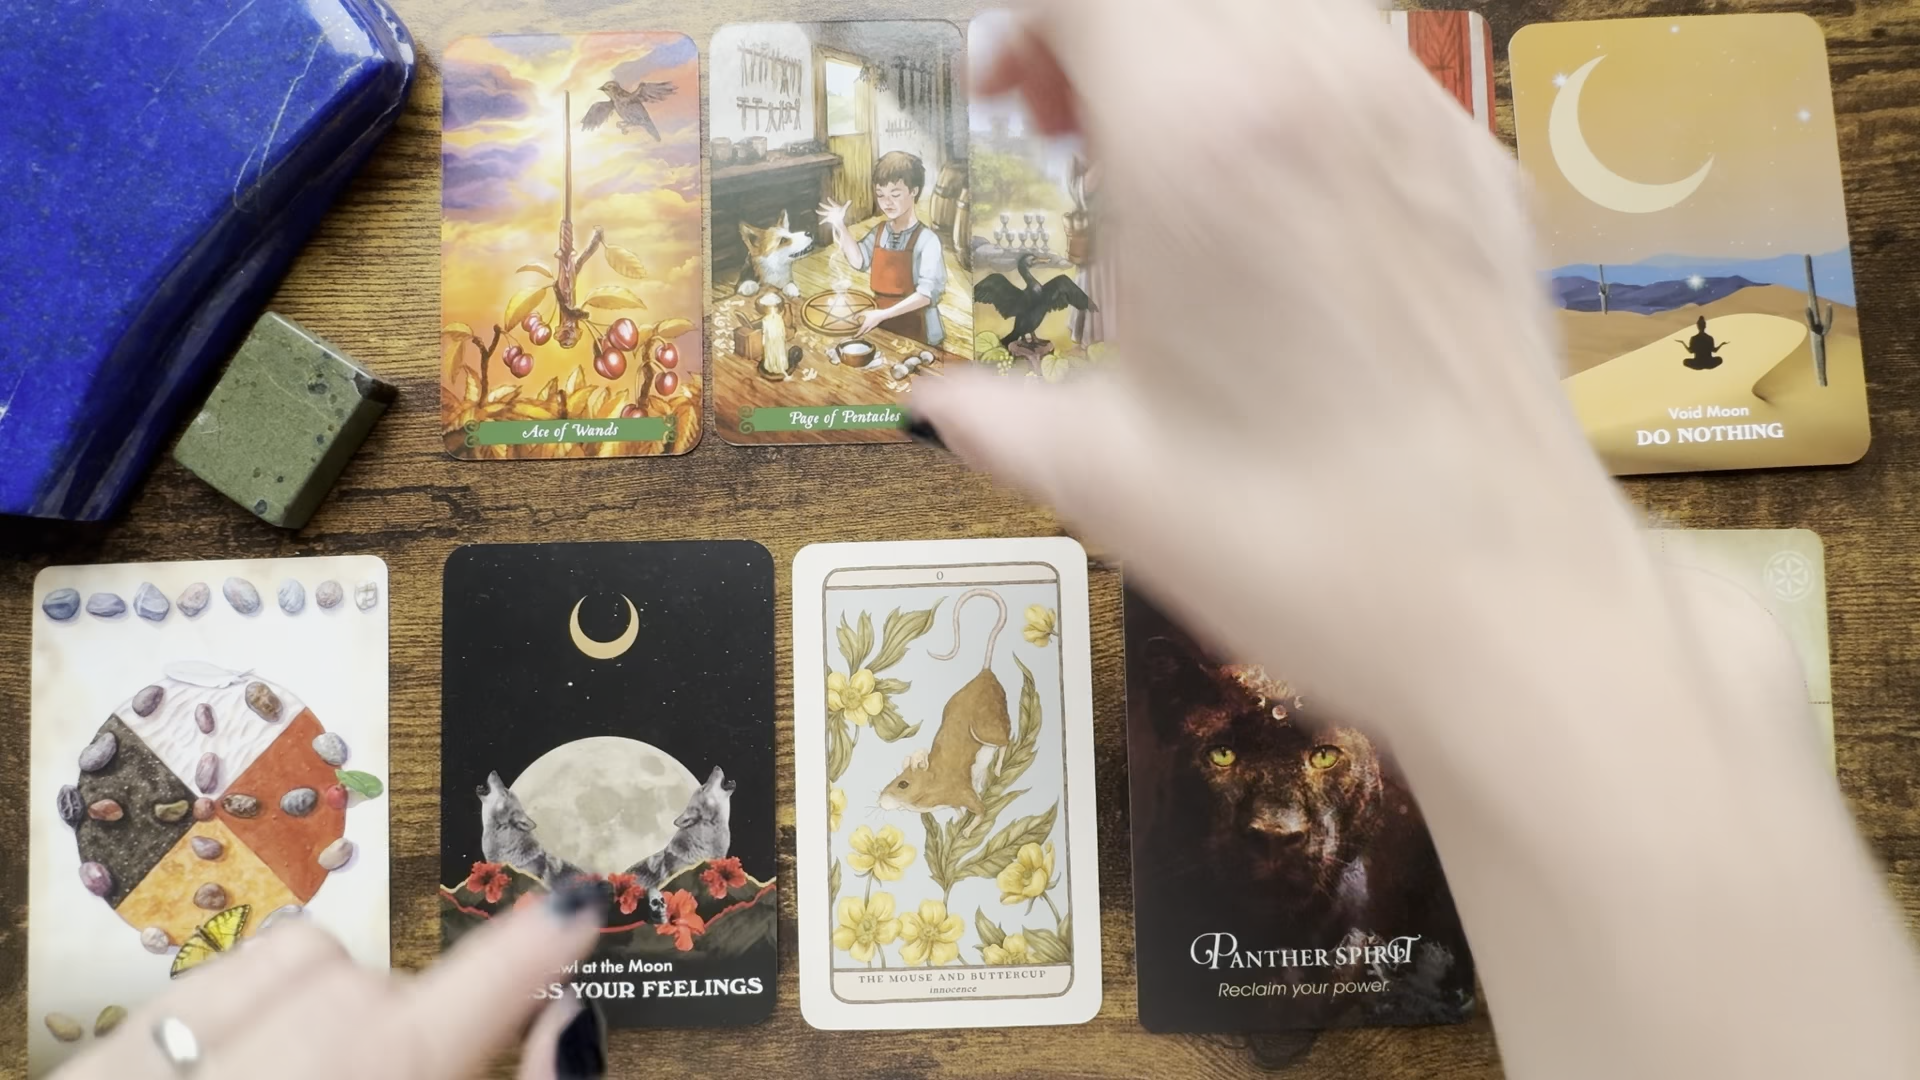 Ace of Wands
Page of Pentacles
Void Moon
DO NOTHING
at the Moon
YOUR FEELINGS
0
THE MOUSE AND BUTTERCUP
innocence
PANTHER SPIRIT
Reclaim your power.